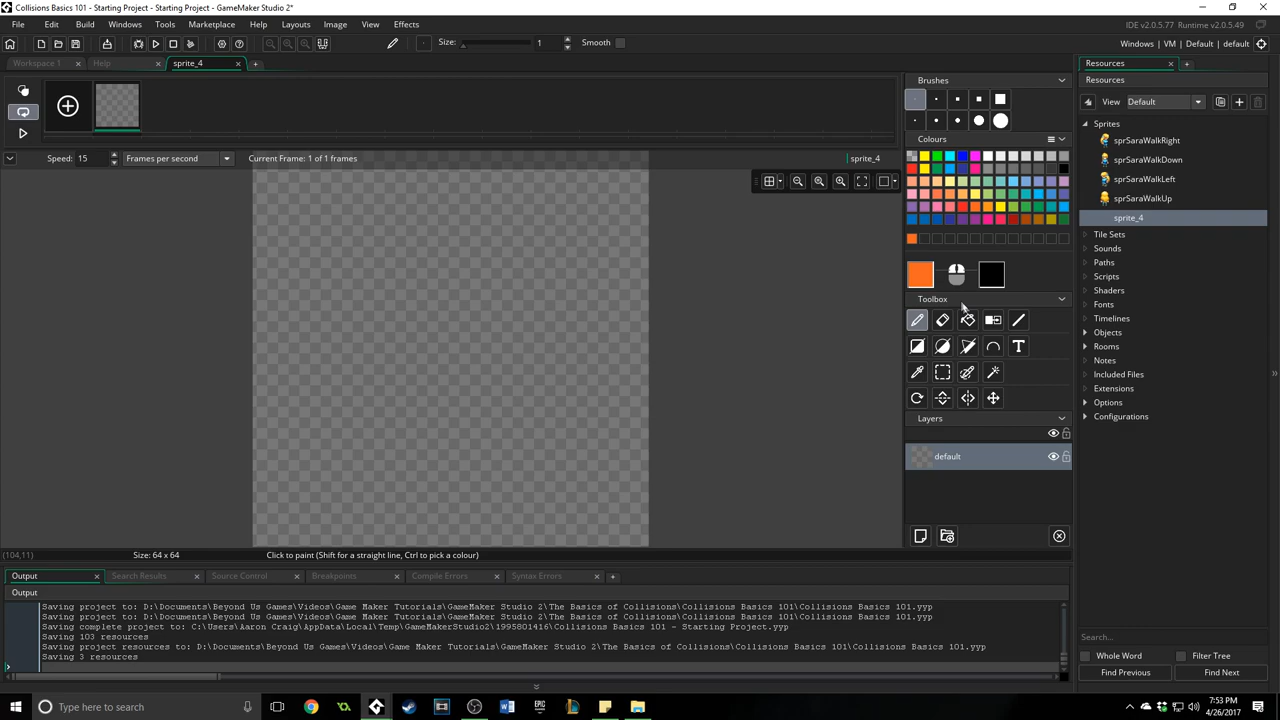 Collisions Basics 101 - Starting Project - Starting Project - GameMaker Studio 2*
File Edit Build Windows Tools Marketplace Help Layouts Image View Effects
IDE v2.0.5.77 Runtime v2.0.5.49
Size: 1 Smooth
Windows | VM | Default | default
Workspace 1 Help sprite_4
Speed: 15 Frames per second Current Frame: 1 of 1 frames sprite_4
Brushes
Colours
Toolbox
T
Layers
default
Resources
Resources
View Default
Sprites
sprSaraWalkRight
sprSaraWalkDown
sprSaraWalkLeft
sprSaraWalkUp
sprite_4
Tile Sets
Sounds
Paths
Scripts
Shaders
Fonts
Timelines
Objects
Rooms
Notes
Included Files
Extensions
Options
Configurations
(104,11) Size: 64 x 64 Click to paint (Shift for a straight line, Ctrl to pick a colour)
Output Search Results Source Control Breakpoints Compile Errors Syntax Errors
Output
Saving project to: D:\Documents\Beyond Us Games\Videos\Game Maker Tutorials\GameMaker Studio 2\The Basics of Collisions\Collisions Basics 101\Collisions Basics 101.yyp
Saving project to: D:\Documents\Beyond Us Games\Videos\Game Maker Tutorials\GameMaker Studio 2\The Basics of Collisions\Collisions Basics 101\Collisions Basics 101.yyp
Saving complete project to: C:\Users\Aaron Craig\AppData\Local\Temp\GameMakerStudio2\1995801416\Collisions Basics 101 - Starting Project.yyp
Saving 103 resources
Saving project resources to: D:\Documents\Beyond Us Games\Videos\Game Maker Tutorials\GameMaker Studio 2\The Basics of Collisions\Collisions Basics 101\Collisions Basics 101.yyp
Saving 3 resources
Search...
Whole Word Filter Tree
Find Previous Find Next
Type here to search
EPIC
7:53 PM
4/26/2017